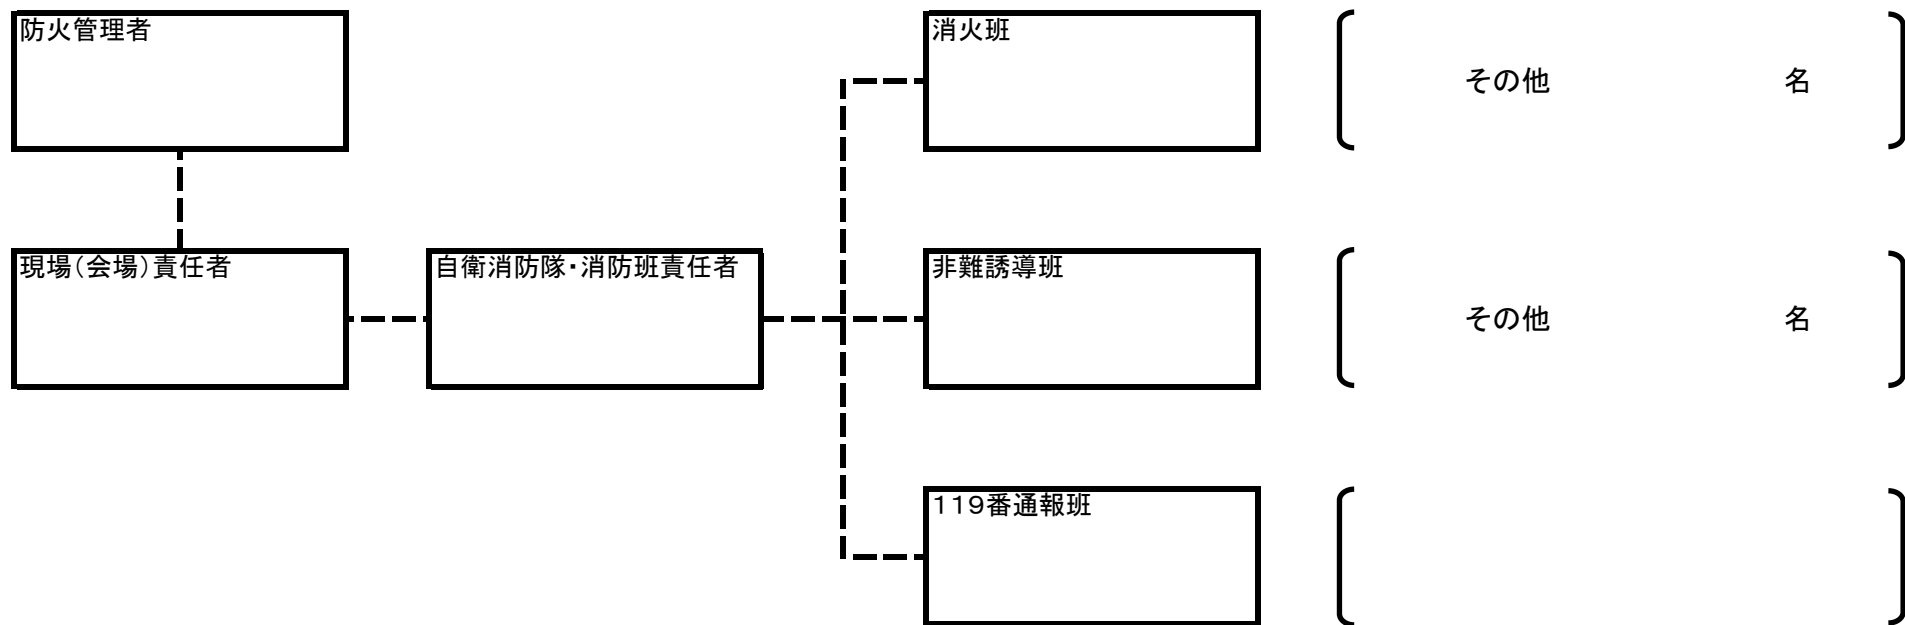 防火管理者
消火班
その他 名
現場(会場)責任者
自衛消防隊・消防班責任者
非難誘導班
その他 名
119番通報班